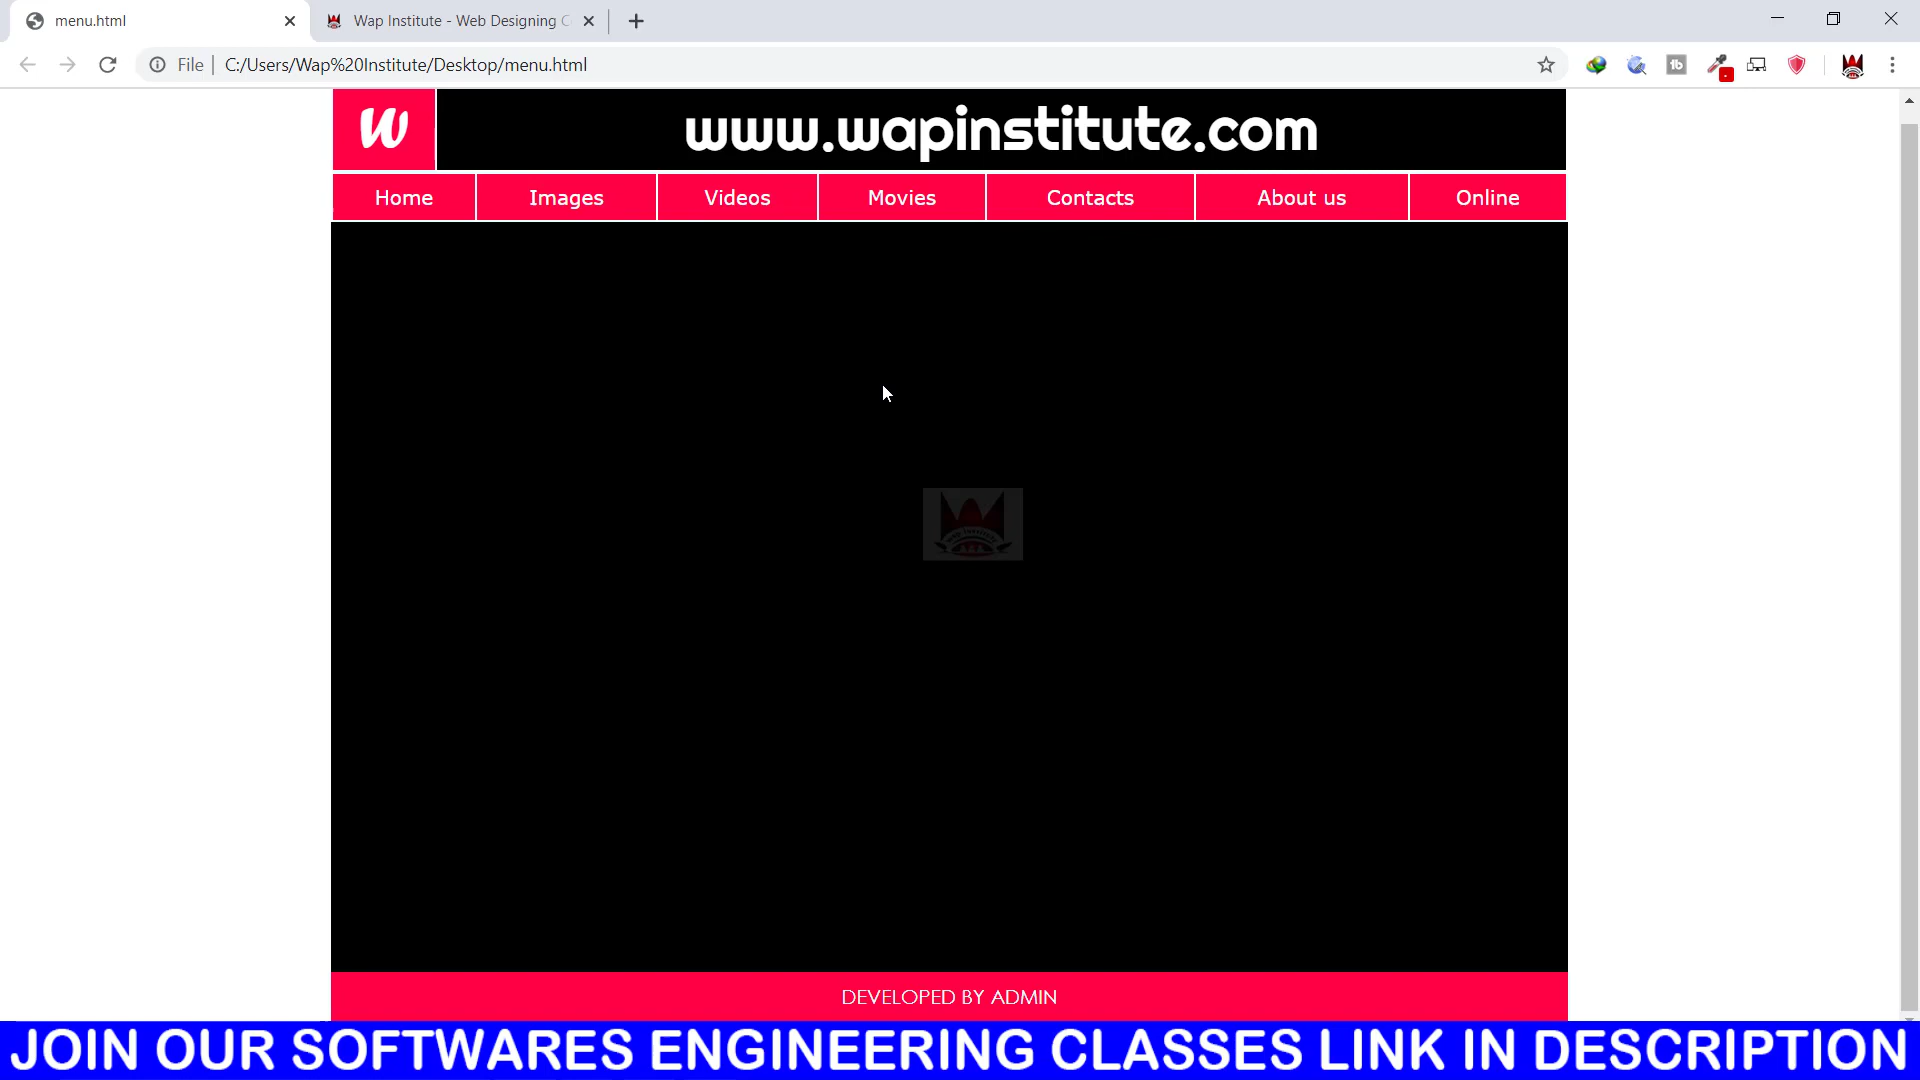 menu.html
Wap Institute - Web Designing C
File
C:/Users/Wap%20Institute/Desktop/menu.html
W
www.wapinstitute.com
Home
Images
Videos
Movies
Contacts
About us
Online
DEVELOPED BY ADMIN
JOIN OUR SOFTWARES ENGINEERING CLASSES LINK IN DESCRIPTION